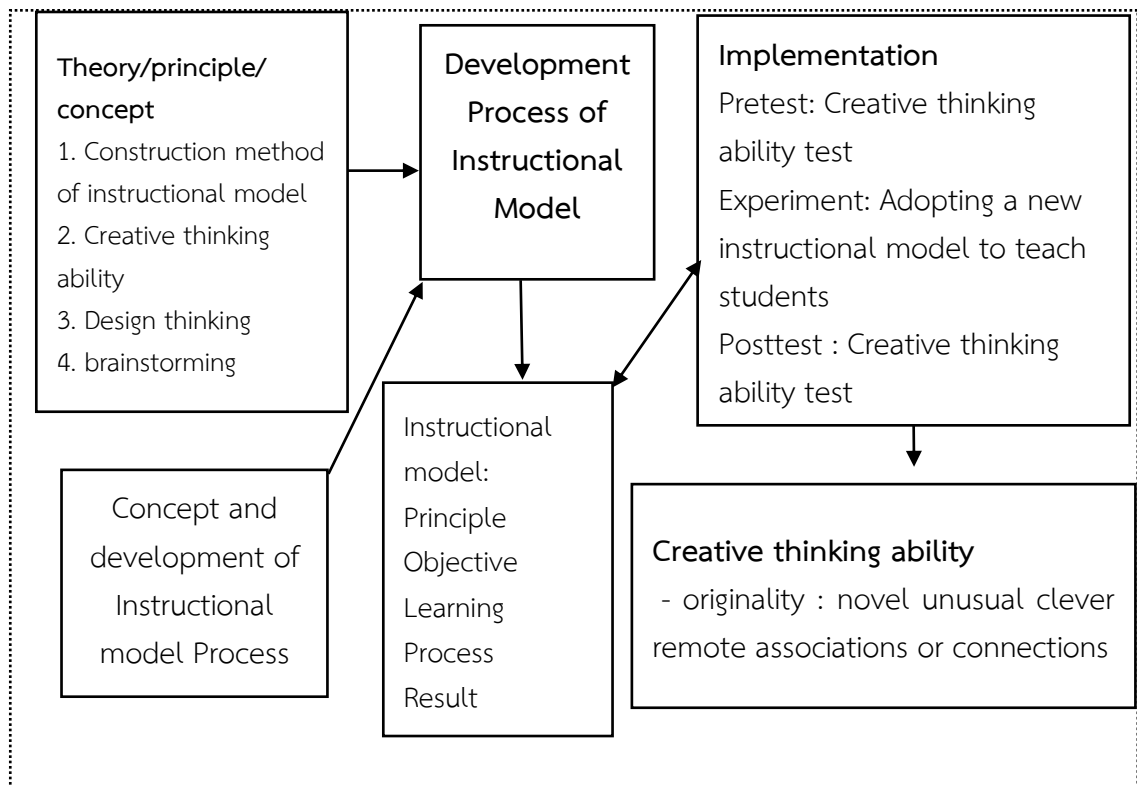 Theory/principle/
concept
1. Construction method
of instructional model
2. Creative thinking
ability
3. Design thinking
4. brainstorming
Development
Process of
Instructional
Model
Implementation
Pretest: Creative thinking
ability test
Experiment: Adopting a new
instructional model to teach
students
Posttest : Creative thinking
ability test
Concept and
development of
Instructional
model Process
Instructional
model:
Principle
Objective
Learning
Process
Result
Creative thinking ability
- originality : novel unusual clever
remote associations or connections